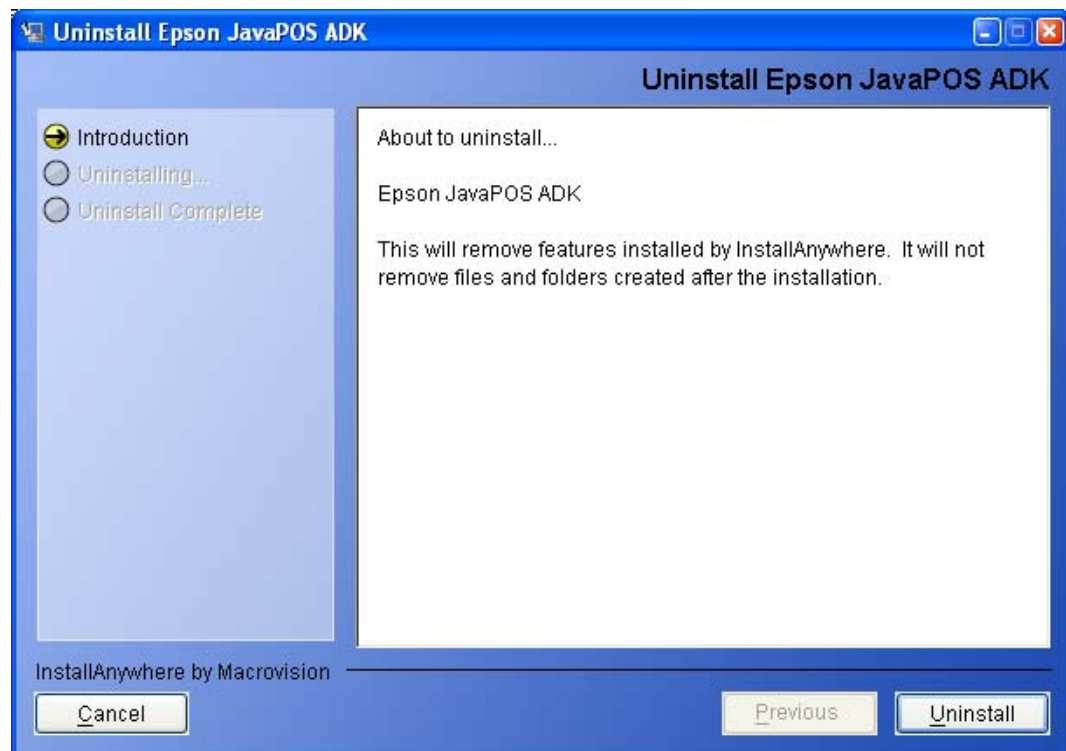 Uninstall Epson JavaPOS ADK
Uninstall Epson JavaPOS ADK
Introduction
Uninstalling...
Uninstall Complete
About to uninstall...
Epson JavaPOS ADK
This will remove features installed by InstallAnywhere. It will not
remove files and folders created after the installation.
InstallAnywhere by Macrovision
Cancel
Previous
Uninstall